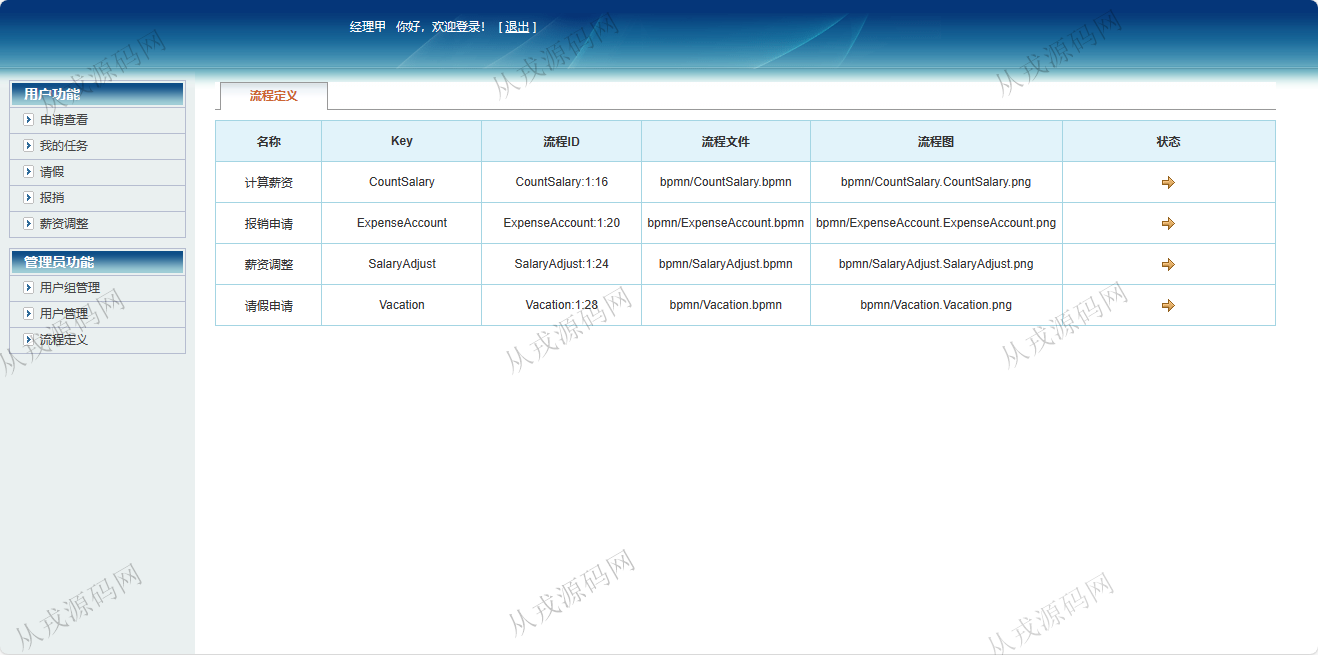 经理甲 你好，欢迎登录！ [ 退出 ]
用户功能
申请查看
我的任务
请假
报销
薪资调整
管理员功能
用户组管理
用户管理
流程定义
流程定义
名称 Key 流程ID 流程文件 流程图 状态
计算薪资 CountSalary CountSalary:1:16 bpmn/CountSalary.bpmn bpmn/CountSalary.CountSalary.png
报销申请 ExpenseAccount ExpenseAccount:1:20 bpmn/ExpenseAccount.bpmn bpmn/ExpenseAccount.ExpenseAccount.png
薪资调整 SalaryAdjust SalaryAdjust:1:24 bpmn/SalaryAdjust.bpmn bpmn/SalaryAdjust.SalaryAdjust.png
请假申请 Vacation Vacation:1:28 bpmn/Vacation.bpmn bpmn/Vacation.Vacation.png
从戎源码网
从戎源码网
从戎源码网
从戎源码网
从戎源码网
从戎源码网
从戎源码网
从戎源码网
从戎源码网